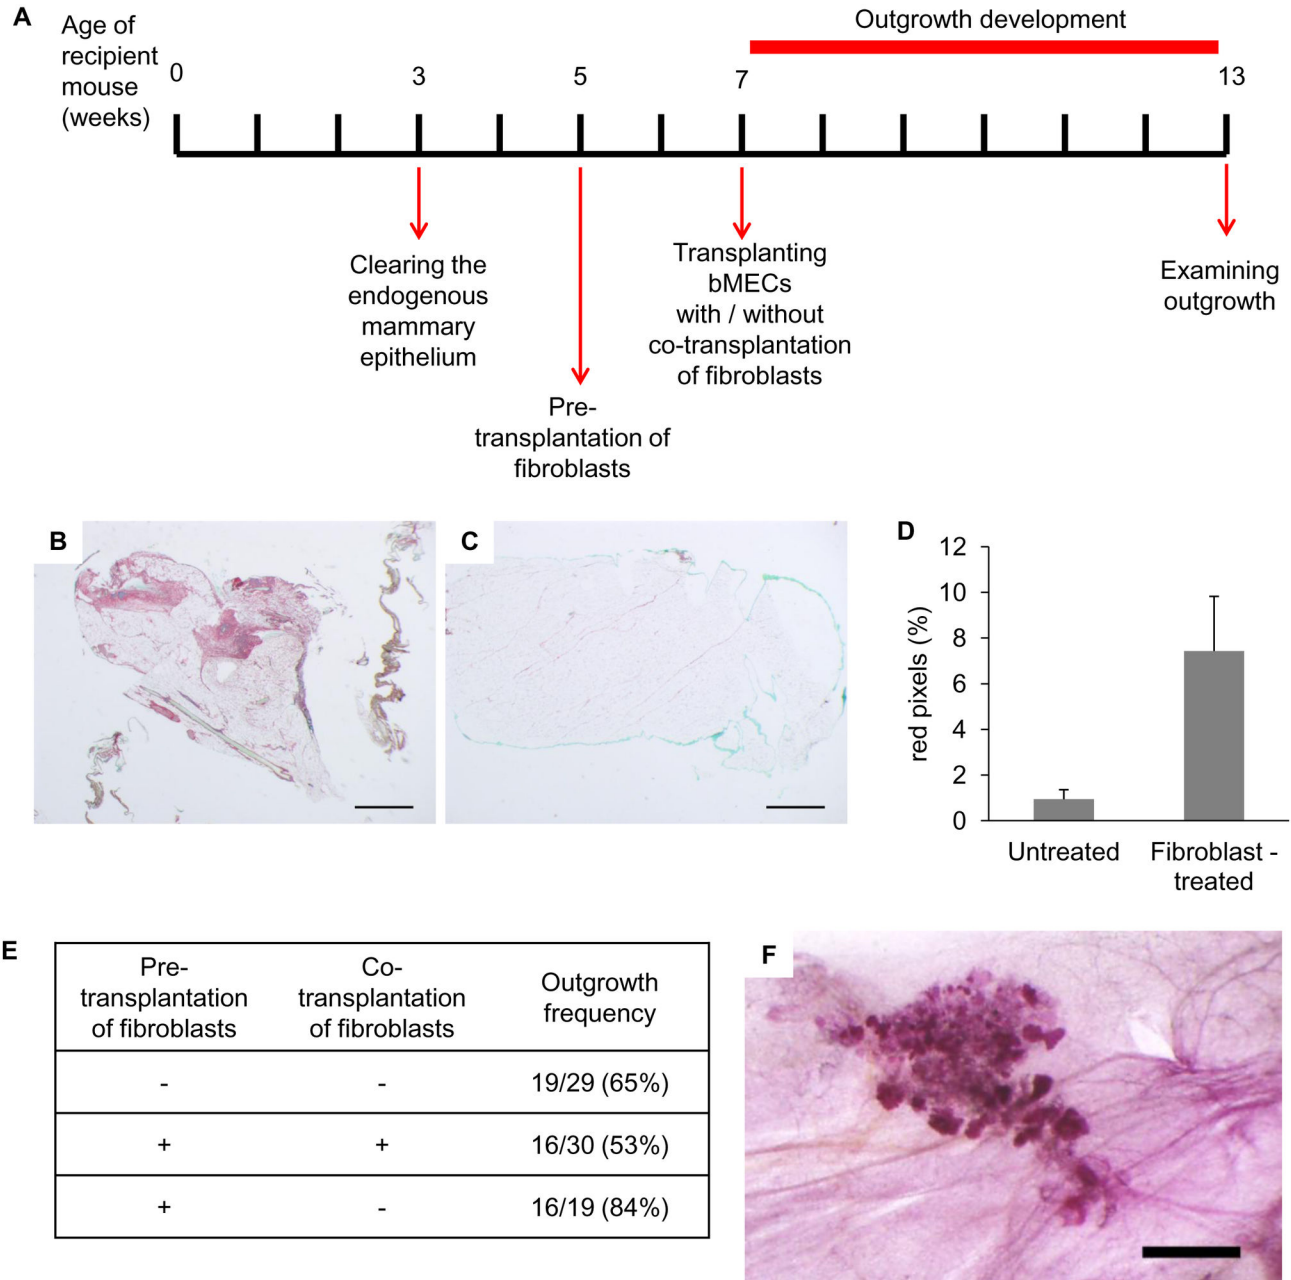 A
Age of
recipient
mouse
(weeks)
Outgrowth development
0
3
5
7
13
Clearing the
endogenous
mammary
epithelium
Pre-
transplantation of
fibroblasts
Transplanting
bMECs
with / without
co-transplantation
of fibroblasts
Examining
outgrowth
B
C
D
red pixels (%)
12
10
8
6
4
2
0
Untreated
Fibroblast -
treated
E
Pre-
transplantation
of fibroblasts
Co-
transplantation
of fibroblasts
Outgrowth
frequency
- - 19/29 (65%)
+ + 16/30 (53%)
+ - 16/19 (84%)
F